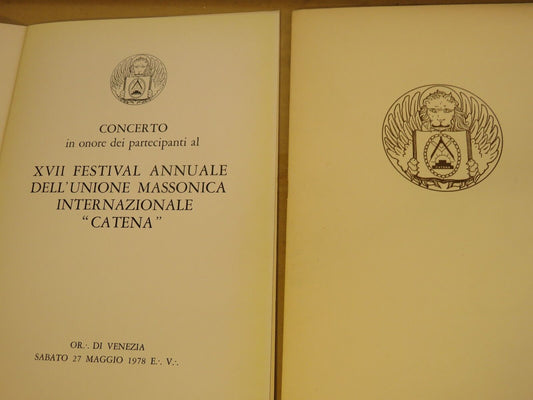 CONCERTO
in onore dei partecipanti al
XVII FESTIVAL ANNUALE
DELL'UNIONE MASSONICA
INTERNAZIONALE
"CATENA"
OR∴ DI VENEZIA
SABATO 27 MAGGIO 1978 E∴ V∴